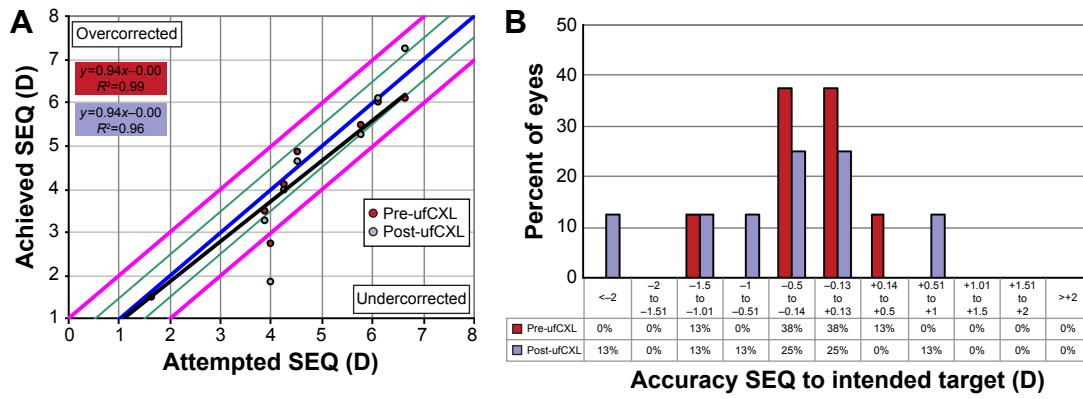 A
Overcorrected
y=0.94x–0.00
R²=0.99
y=0.94x–0.00
R²=0.96
Pre-ufCXL
Post-ufCXL
Undercorrected
8
7
6
5
4
3
2
1
0 1 2 3 4 5 6 7 8
Achieved SEQ (D)
Attempted SEQ (D)
B
50
40
30
20
10
0
Percent of eyes
<–2 –2 to –1.51 –1.5 to –1.01 –1 to –0.51 –0.5 to –0.14 –0.13 to +0.13 +0.14 to +0.5 +0.51 to +1 +1.01 to +1.5 +1.51 to +2 >+2
Pre-ufCXL 0% 0% 13% 0% 38% 38% 13% 0% 0% 0% 0%
Post-ufCXL 13% 0% 13% 13% 25% 25% 0% 13% 0% 0% 0%
Accuracy SEQ to intended target (D)